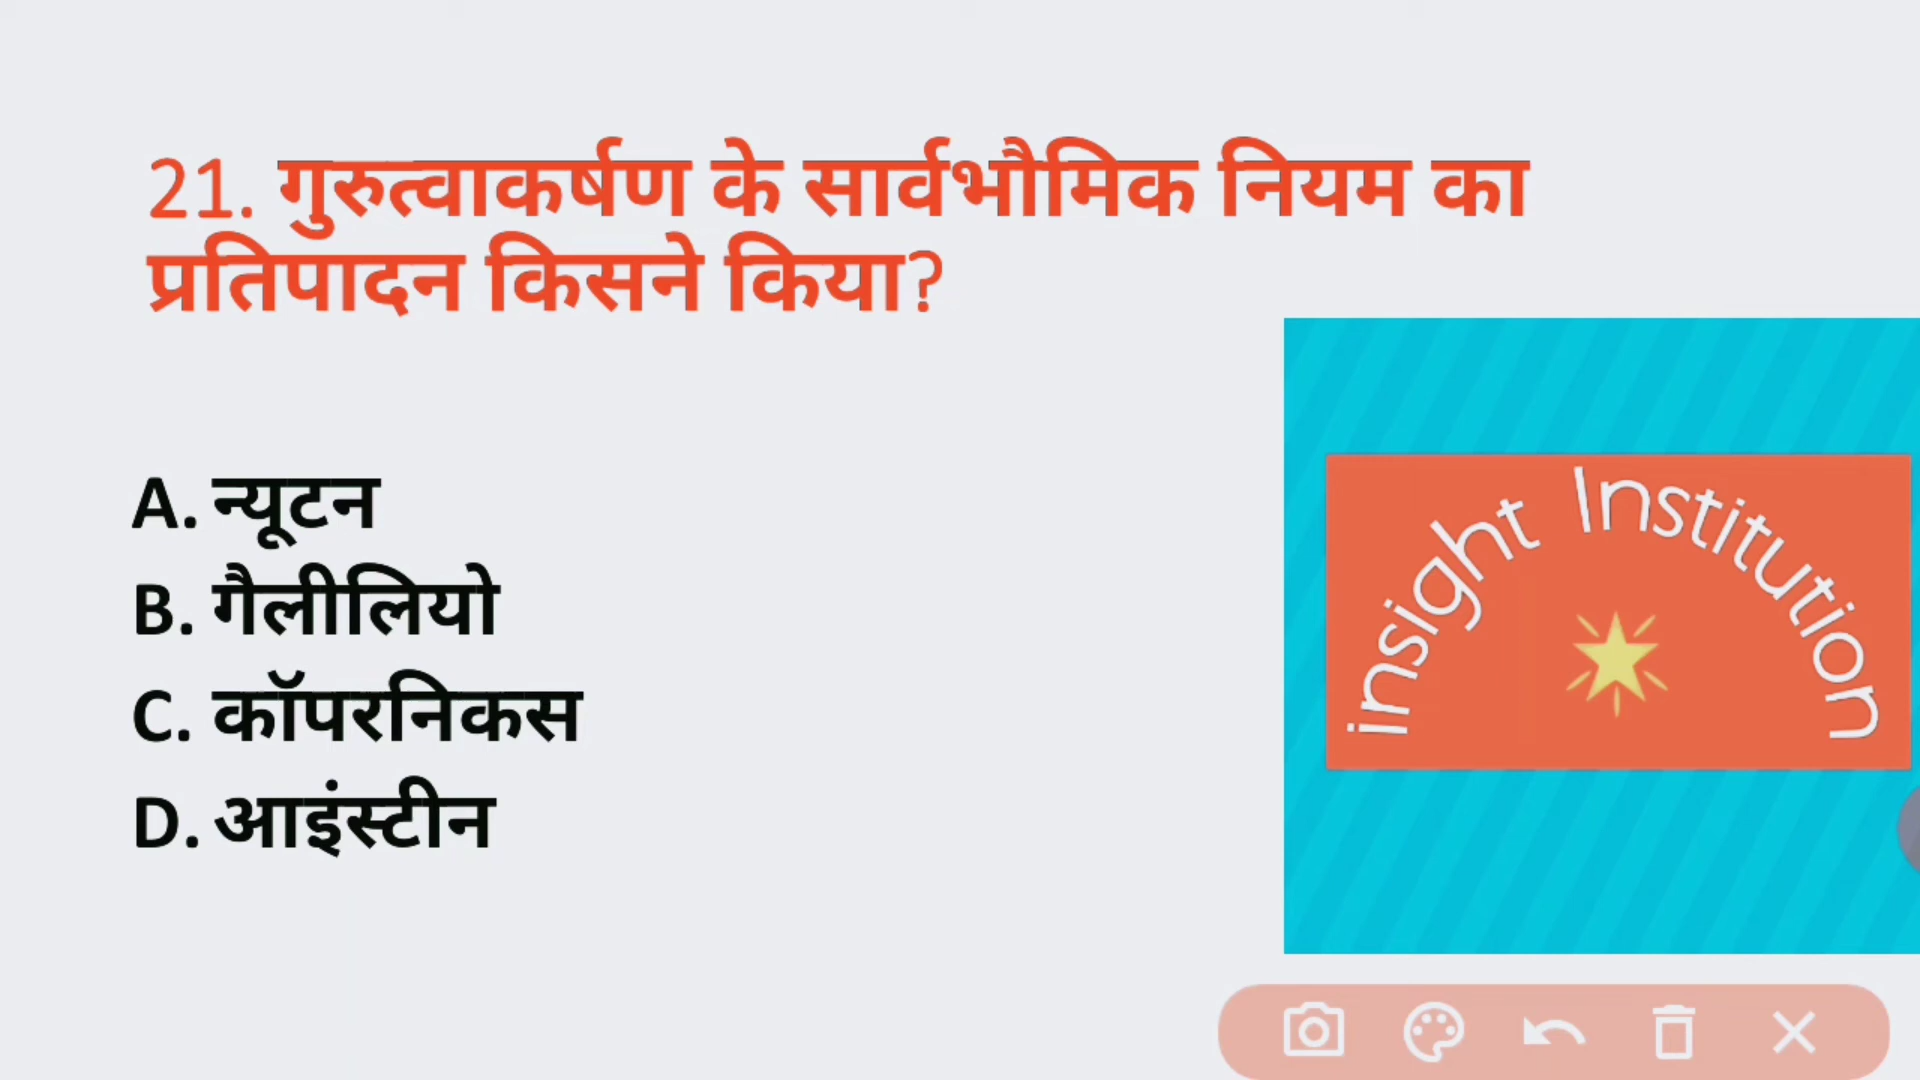 21. गुरुत्वाकर्षण के सार्वभौमिक नियम का
प्रतिपादन किसने किया?
A. न्यूटन
B. गैलीलियो
C. कॉपरनिकस
D. आइंस्टीन
insight Institution